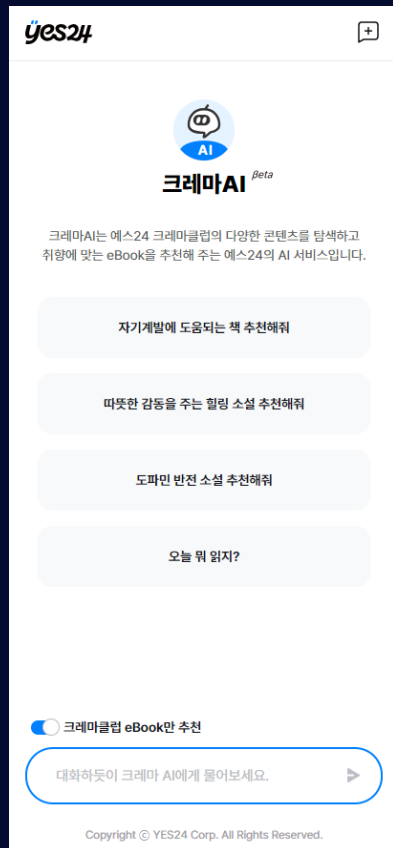 yes24
AI
크레마AI βeta
크레마AI는 예스24 크레마클럽의 다양한 콘텐츠를 탐색하고
취향에 맞는 eBook을 추천해 주는 예스24의 AI 서비스입니다.
자기계발에 도움되는 책 추천해줘
따뜻한 감동을 주는 힐링 소설 추천해줘
도파민 반전 소설 추천해줘
오늘 뭐 읽지?
크레마클럽 eBook만 추천
대화하듯이 크레마 AI에게 물어보세요.
Copyright ⓒ YES24 Corp. All Rights Reserved.